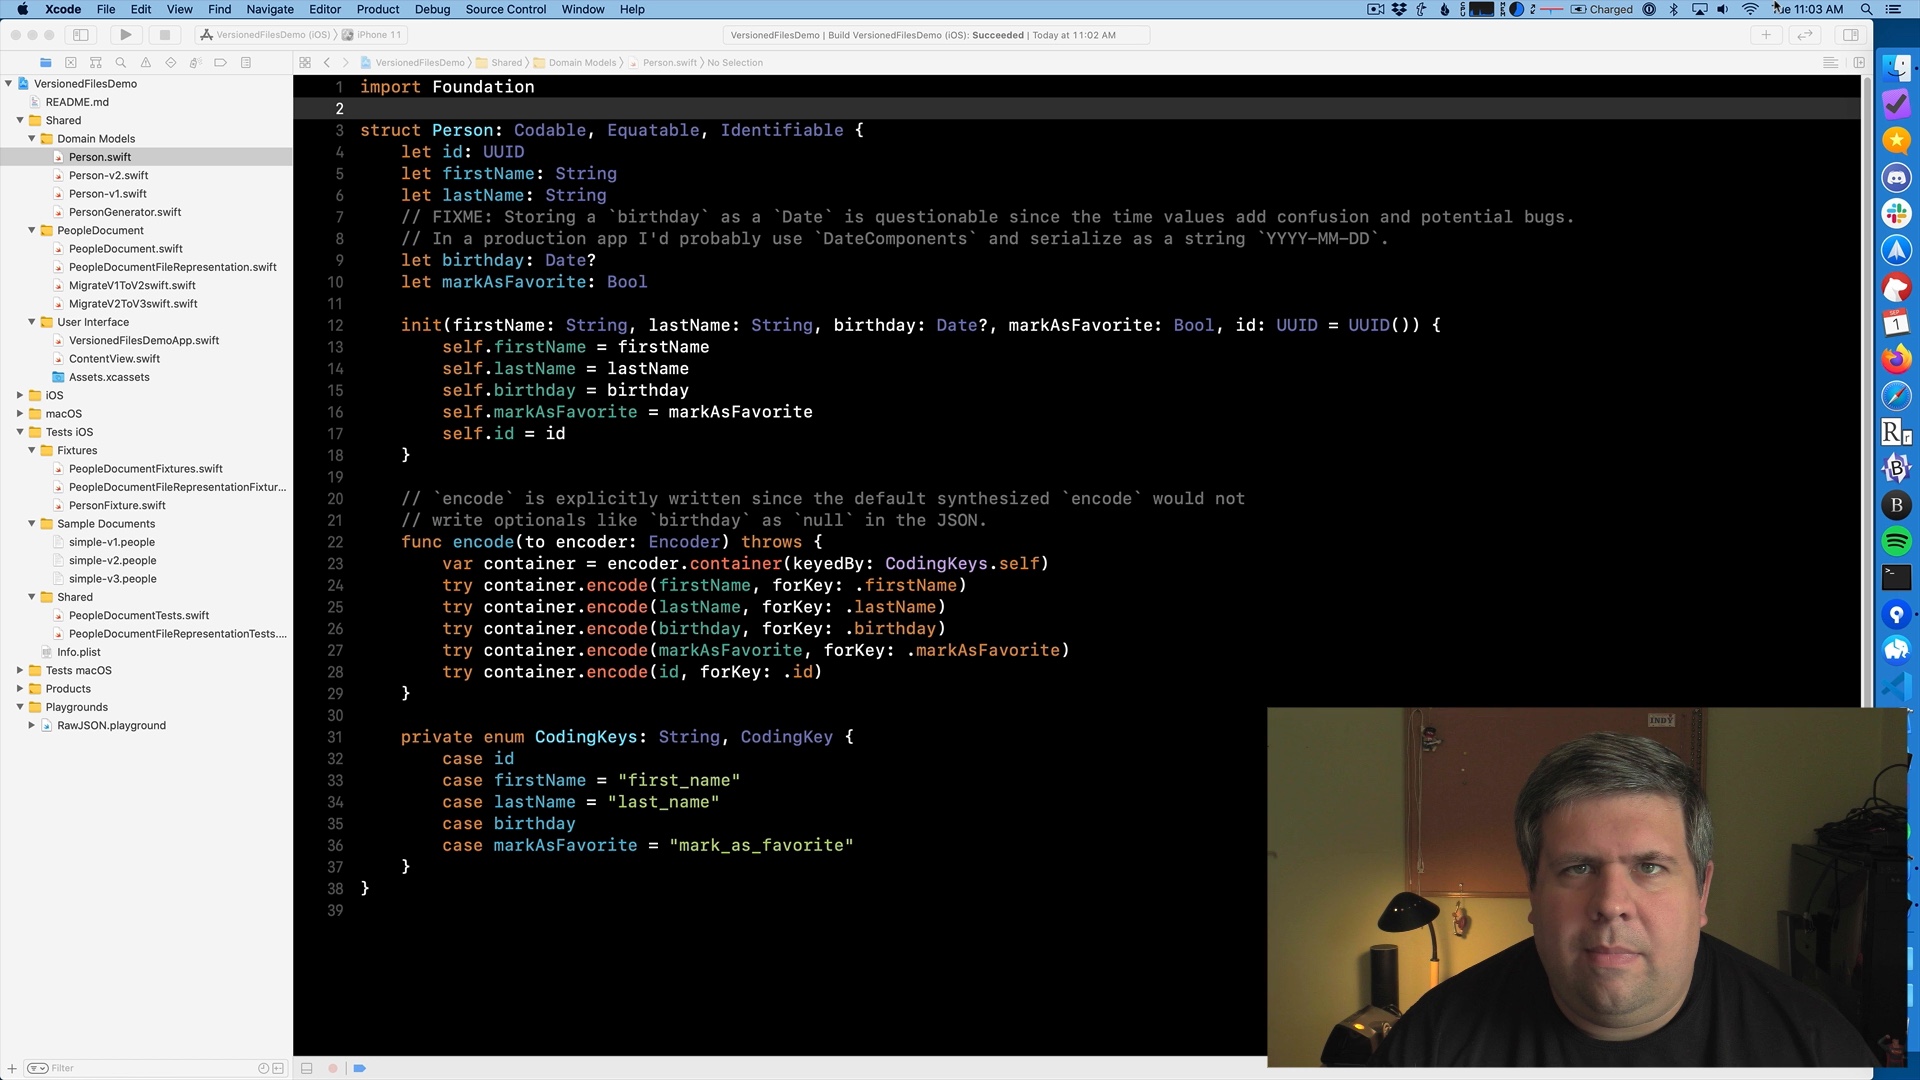 Xcode File Edit View Find Navigate Editor Product Debug Source Control Window Help Charged Tue 11:03 AM
VersionedFilesDemo (iOS) iPhone 11 VersionedFilesDemo | Build VersionedFilesDemo (iOS): Succeeded | Today at 11:02 AM
VersionedFilesDemo Shared Domain Models Person.swift No Selection
VersionedFilesDemo
README.md
Shared
Domain Models
Person.swift
Person-v2.swift
Person-v1.swift
PersonGenerator.swift
PeopleDocument
PeopleDocument.swift
PeopleDocumentFileRepresentation.swift
MigrateV1ToV2swift.swift
MigrateV2ToV3swift.swift
User Interface
VersionedFilesDemoApp.swift
ContentView.swift
Assets.xcassets
iOS
macOS
Tests iOS
Fixtures
PeopleDocumentFixtures.swift
PeopleDocumentFileRepresentationFixtur...
PersonFixture.swift
Sample Documents
simple-v1.people
simple-v2.people
simple-v3.people
Shared
PeopleDocumentTests.swift
PeopleDocumentFileRepresentationTests....
Info.plist
Tests macOS
Products
Playgrounds
RawJSON.playground
Filter
1 import Foundation
2
3 struct Person: Codable, Equatable, Identifiable {
4 let id: UUID
5 let firstName: String
6 let lastName: String
7 // FIXME: Storing a `birthday` as a `Date` is questionable since the time values add confusion and potential bugs.
8 // In a production app I'd probably use `DateComponents` and serialize as a string `YYYY-MM-DD`.
9 let birthday: Date?
10 let markAsFavorite: Bool
11
12 init(firstName: String, lastName: String, birthday: Date?, markAsFavorite: Bool, id: UUID = UUID()) {
13 self.firstName = firstName
14 self.lastName = lastName
15 self.birthday = birthday
16 self.markAsFavorite = markAsFavorite
17 self.id = id
18 }
19
20 // `encode` is explicitly written since the default synthesized `encode` would not
21 // write optionals like `birthday` as `null` in the JSON.
22 func encode(to encoder: Encoder) throws {
23 var container = encoder.container(keyedBy: CodingKeys.self)
24 try container.encode(firstName, forKey: .firstName)
25 try container.encode(lastName, forKey: .lastName)
26 try container.encode(birthday, forKey: .birthday)
27 try container.encode(markAsFavorite, forKey: .markAsFavorite)
28 try container.encode(id, forKey: .id)
29 }
30
31 private enum CodingKeys: String, CodingKey {
32 case id
33 case firstName = "first_name"
34 case lastName = "last_name"
35 case birthday
36 case markAsFavorite = "mark_as_favorite"
37 }
38 }
39
SEP
1
R r
B
B
INDY